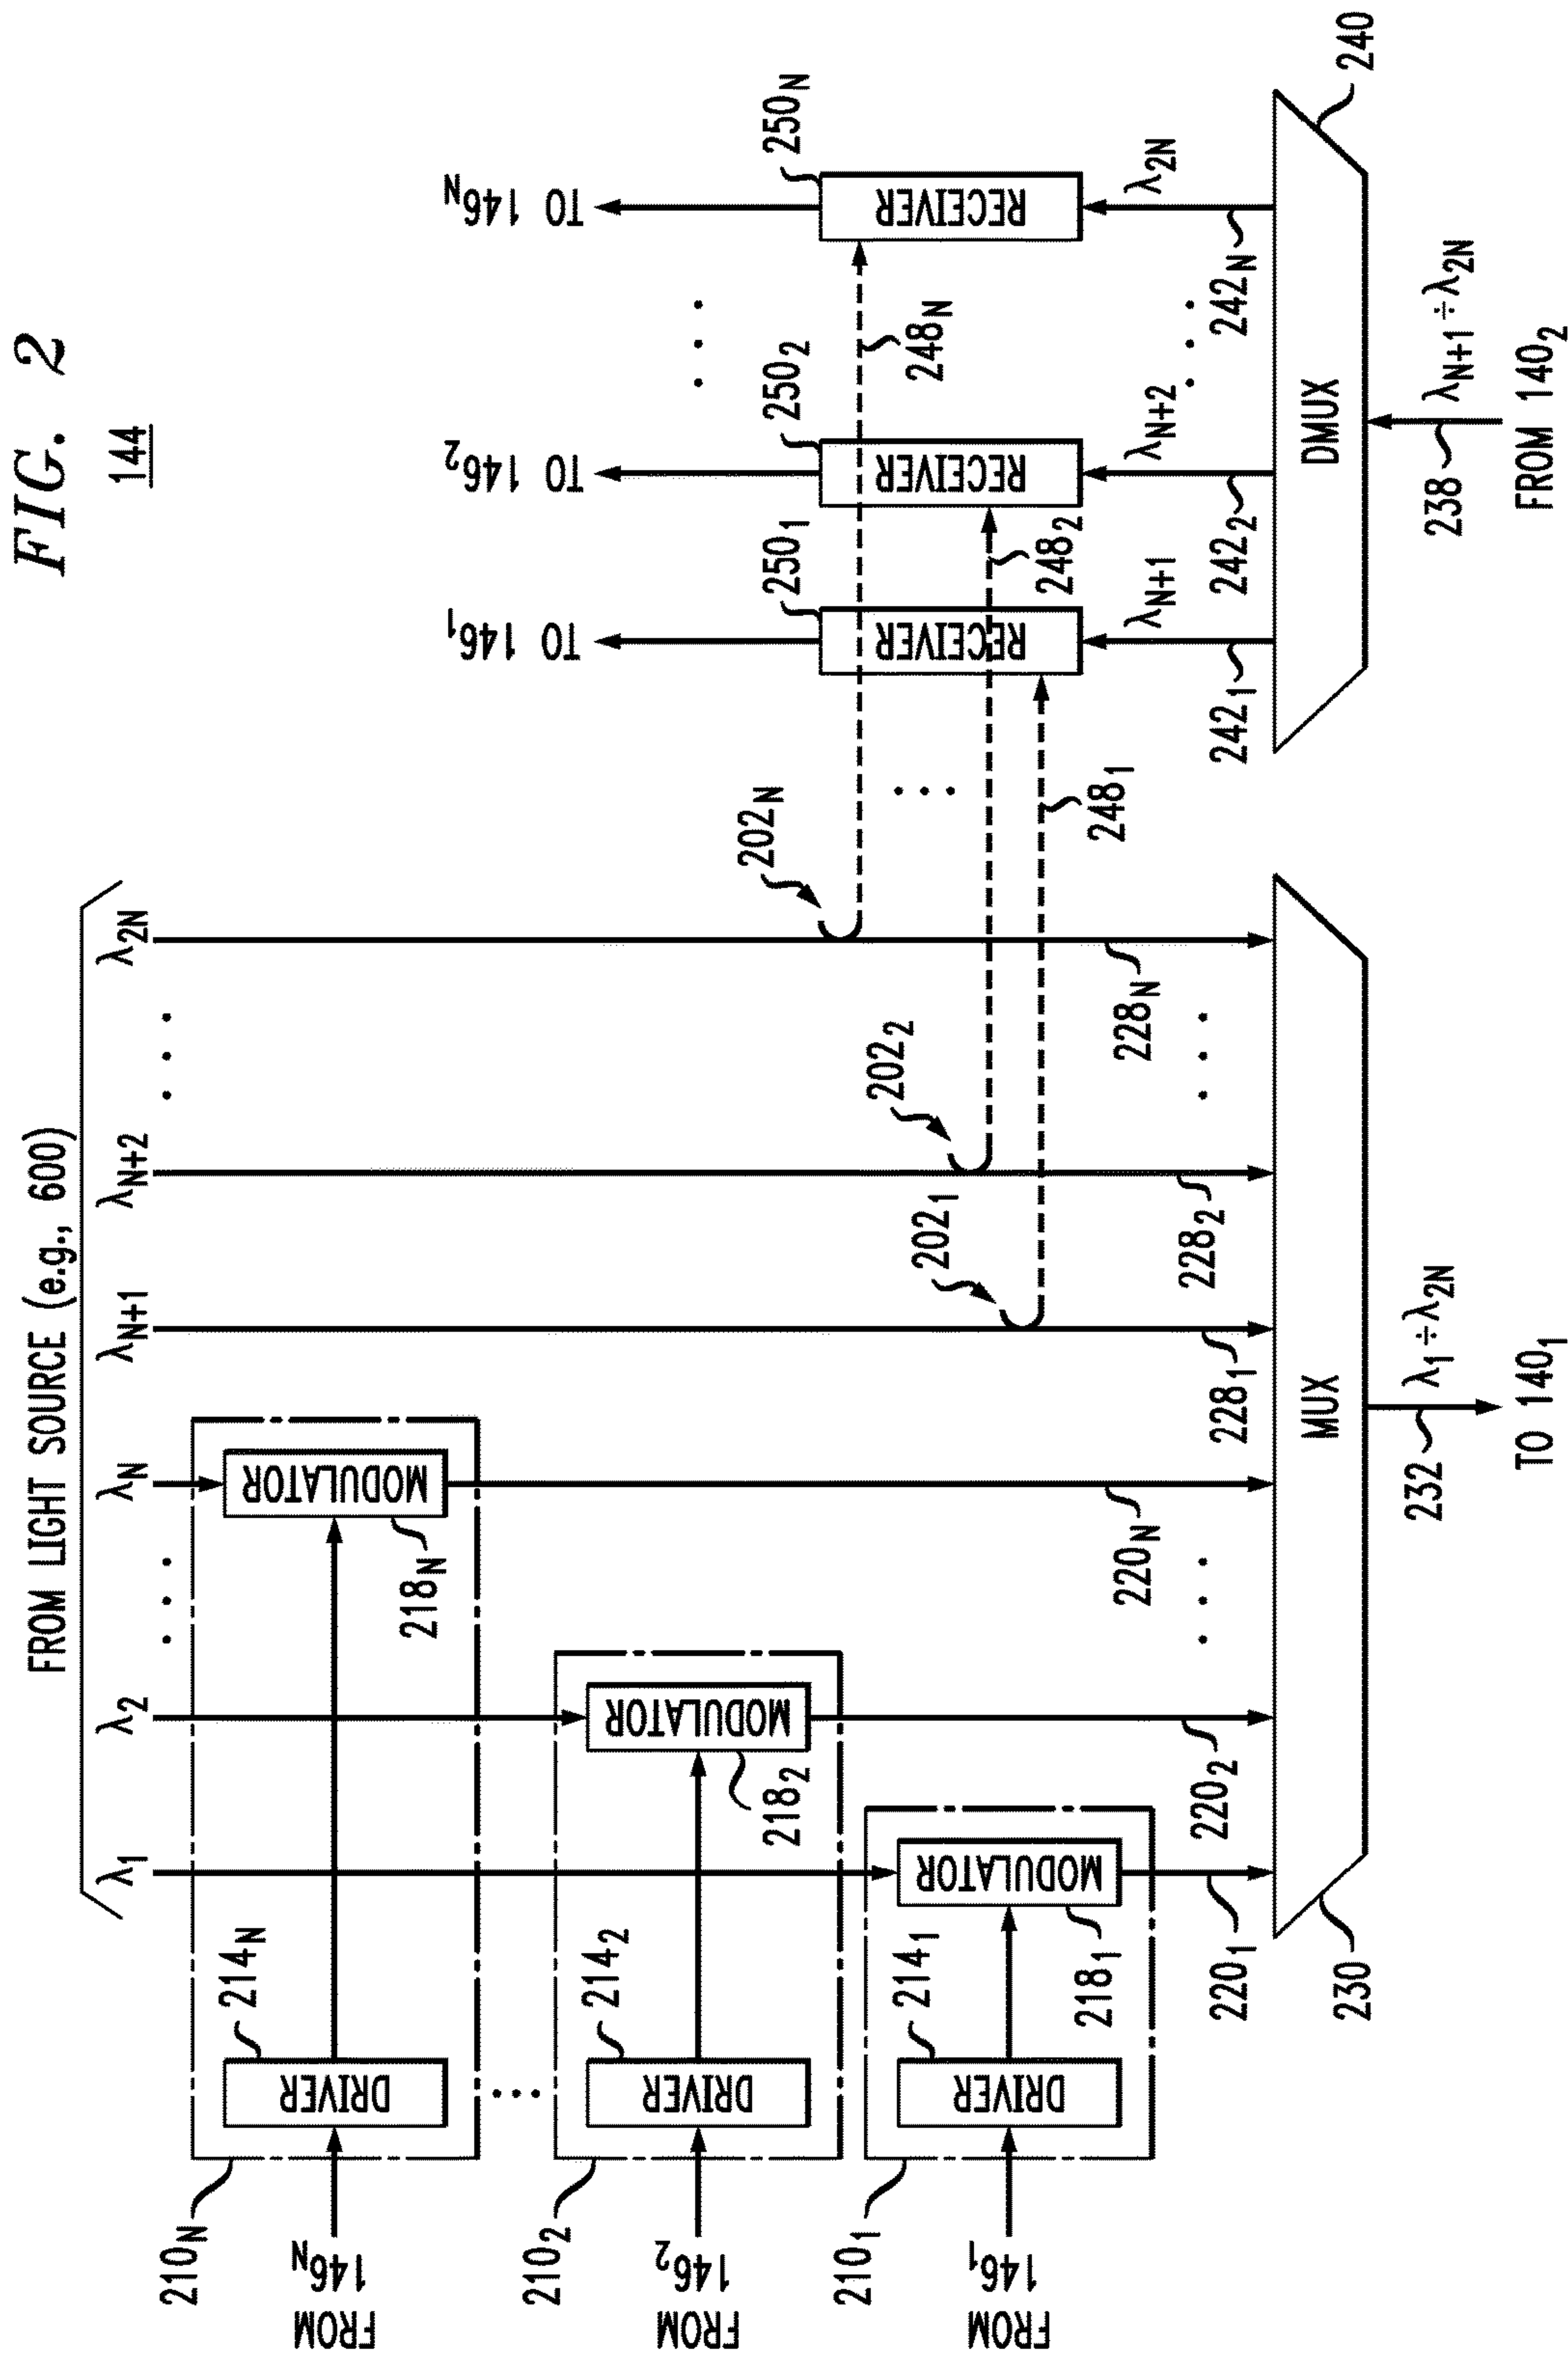 FIG. 2
144
FROM LIGHT SOURCE (e.g., 600)
λ1
λ2
λN
λN+1
λN+2
λ2N
210N
FROM 146N
DRIVER
214N
MODULATOR
218N
2102
FROM 1462
DRIVER
2142
MODULATOR
2182
2101
FROM 1461
DRIVER
2141
MODULATOR
2181
2201
2202
220N
2281
2282
228N
2021
2022
202N
2481
2482
248N
230
MUX
232
λ1÷λ2N
TO 1401
TO 1461
TO 1462
TO 146N
RECEIVER
2501
RECEIVER
2502
RECEIVER
250N
λN+1
λN+2
λ2N
2421
2422
242N
DMUX
240
238
λN+1÷λ2N
FROM 1402